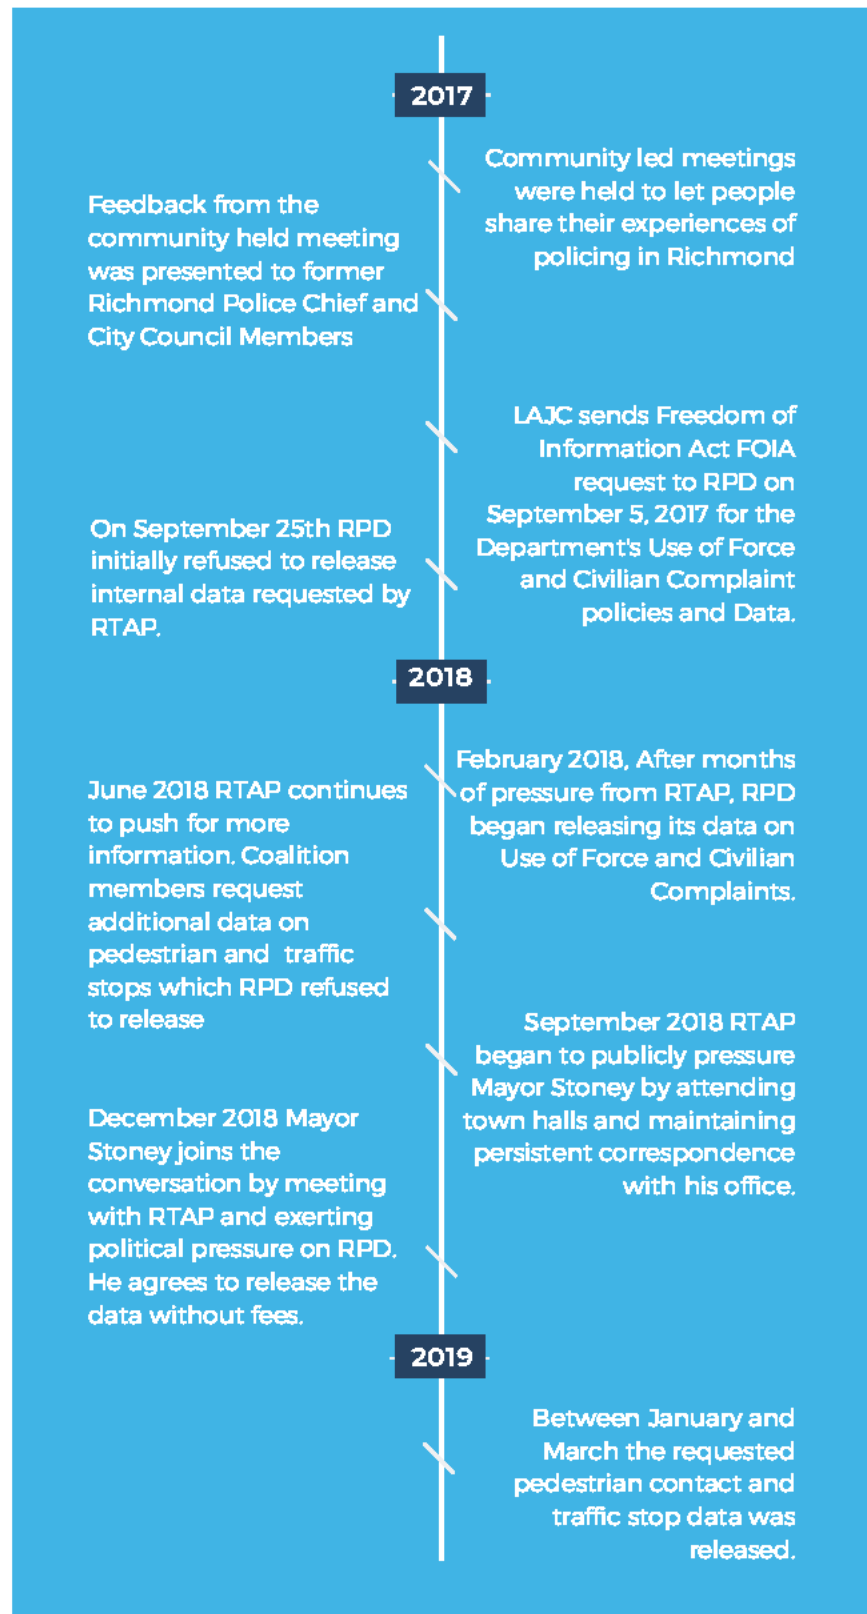 2017
Community led meetings
were held to let people
share their experiences of
policing in Richmond
Feedback from the
community held meeting
was presented to former
Richmond Police Chief and
City Council Members
LAJC sends Freedom of
Information Act FOIA
request to RPD on
September 5, 2017 for the
Department's Use of Force
and Civilian Complaint
policies and Data.
On September 25th RPD
initially refused to release
internal data requested by
RTAP.
2018
February 2018, After months
of pressure from RTAP, RPD
began releasing its data on
Use of Force and Civilian
Complaints.
June 2018 RTAP continues
to push for more
information. Coalition
members request
additional data on
pedestrian and traffic
stops which RPD refused
to release
September 2018 RTAP
began to publicly pressure
Mayor Stoney by attending
town halls and maintaining
persistent correspondence
with his office.
December 2018 Mayor
Stoney joins the
conversation by meeting
with RTAP and exerting
political pressure on RPD.
He agrees to release the
data without fees.
2019
Between January and
March the requested
pedestrian contact and
traffic stop data was
released.